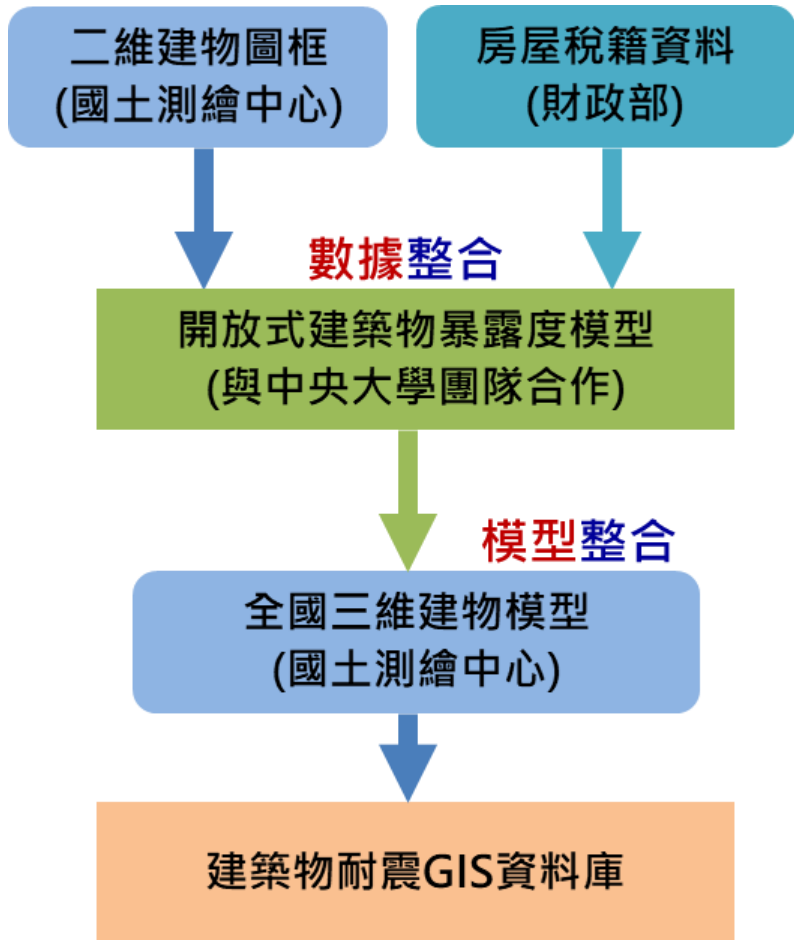 二維建物圖框
(國土測繪中心)
房屋稅籍資料
(財政部)
數據整合
開放式建築物暴露度模型
(與中央大學團隊合作)
模型整合
全國三維建物模型
(國土測繪中心)
建築物耐震GIS資料庫